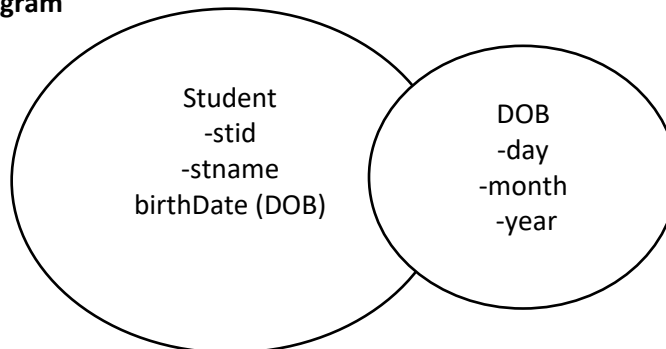 gram
Student
-stid
-stname
birthDate (DOB)
DOB
-day
-month
-year